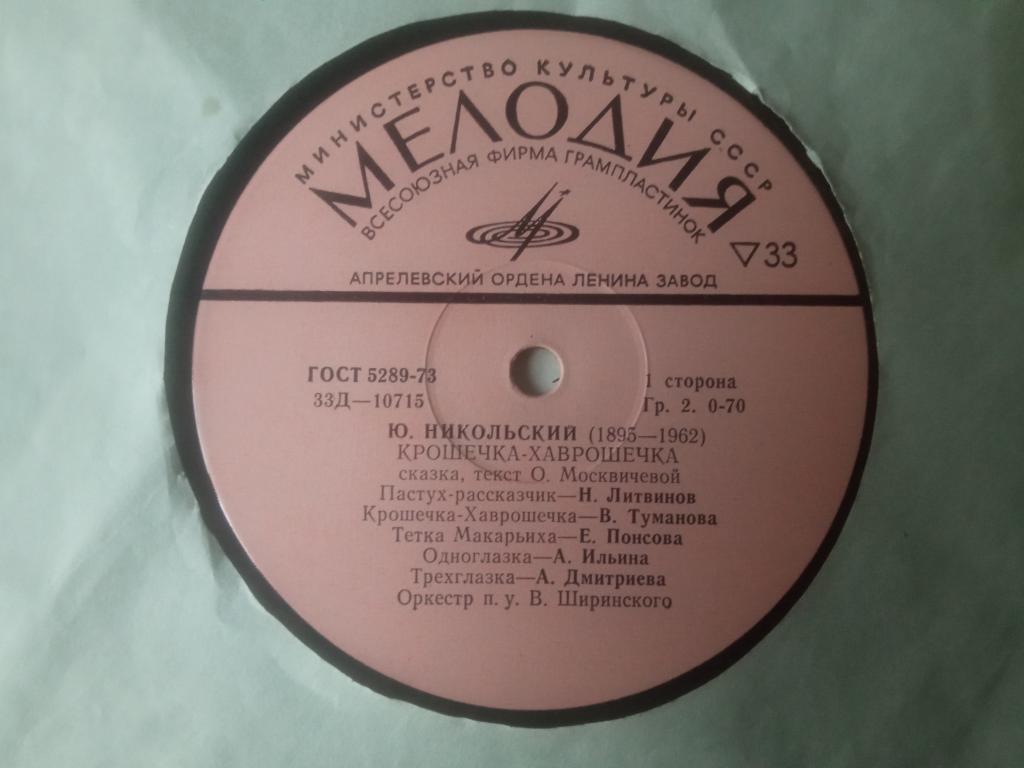 МИНИСТЕРСТВО КУЛЬТУРЫ СССР
МЕЛОДИЯ
ВСЕСОЮЗНАЯ ФИРМА ГРАМПЛАСТИНОК
▽33
АПРЕЛЕВСКИЙ ОРДЕНА ЛЕНИНА ЗАВОД
ГОСТ 5289-73
33Д—10715
1 сторона
Гр. 2. 0-70
Ю. НИКОЛЬСКИЙ (1895—1962)
КРОШЕЧКА-ХАВРОШЕЧКА
сказка, текст О. Москвичевой
Пастух-рассказчик—Н. Литвинов
Крошечка-Хаврошечка—В. Туманова
Тетка Макарьиха—Е. Понсова
Одноглазка—А. Ильина
Трехглазка—А. Дмитриева
Оркестр п. у. В. Ширинского